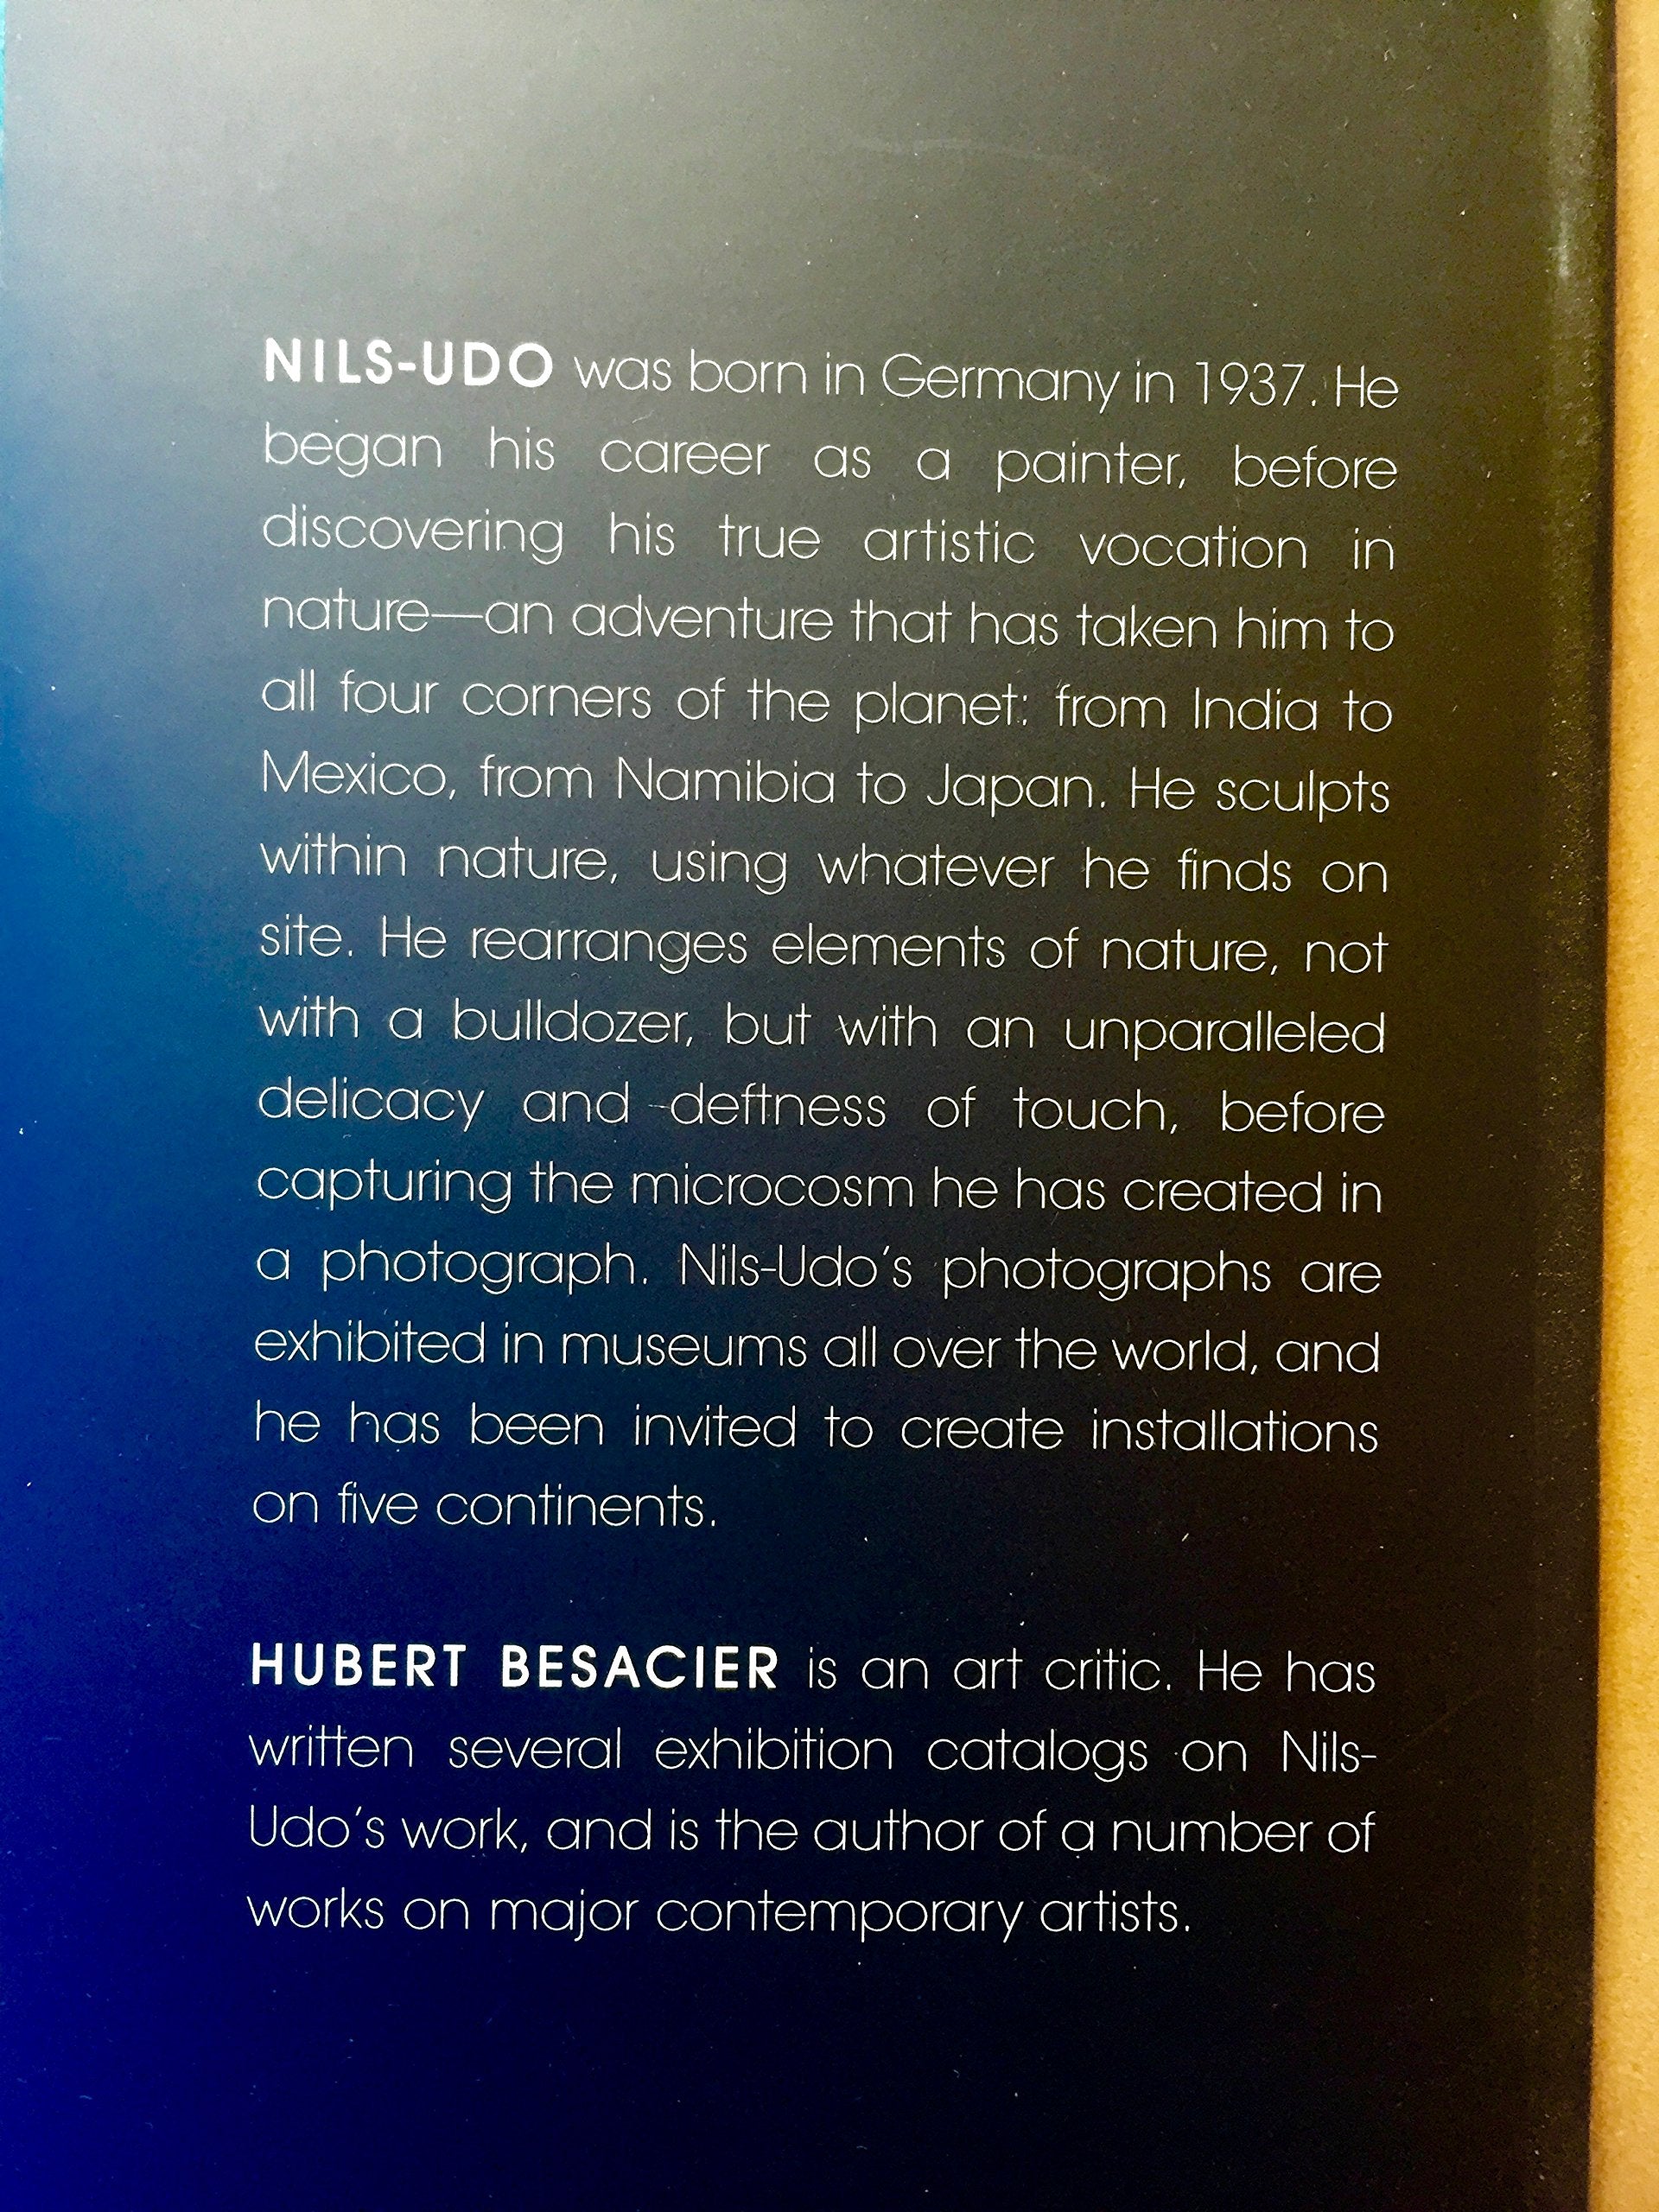 NILS-UDO was born in Germany in 1937. He
began his career as a painter, before
discovering his true artistic vocation in
nature—an adventure that has taken him to
all four corners of the planet: from India to
Mexico, from Namibia to Japan. He sculpts
within nature, using whatever he finds on
site. He rearranges elements of nature, not
with a bulldozer, but with an unparalleled
delicacy and deftness of touch, before
capturing the microcosm he has created in
a photograph. Nils-Udo's photographs are
exhibited in museums all over the world, and
he has been invited to create installations
on five continents.
HUBERT BESACIER is an art critic. He has
written several exhibition catalogs on Nils-
Udo's work, and is the author of a number of
works on major contemporary artists.